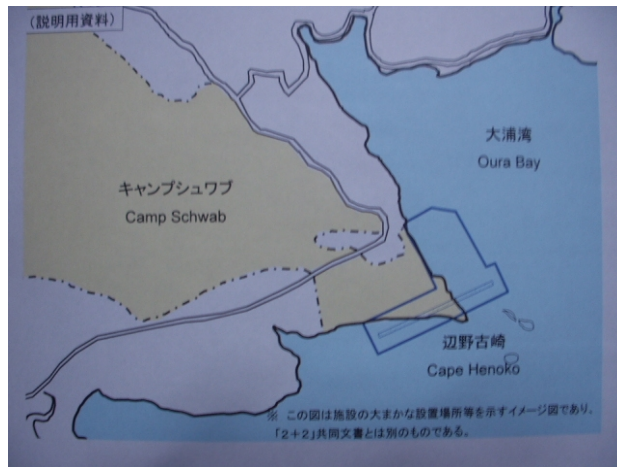 (説明用資料)
大浦湾
Oura Bay
キャンプシュワブ
Camp Schwab
辺野古崎
Cape Henoko
※ この図は施設の大まかな設置場所等を示すイメージ図であり、
「2+2」共同文書とは別のものである。